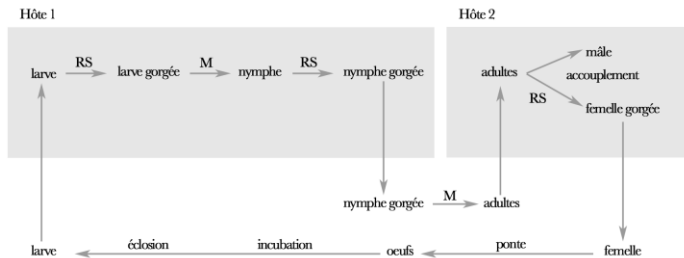 Hôte 1
Hôte 2
larve RS larve gorgée M nymphe RS nymphe gorgée
adultes
mâle
accouplement
RS
femelle gorgée
nymphe gorgée M adultes
larve éclosion incubation oeufs ponte femelle